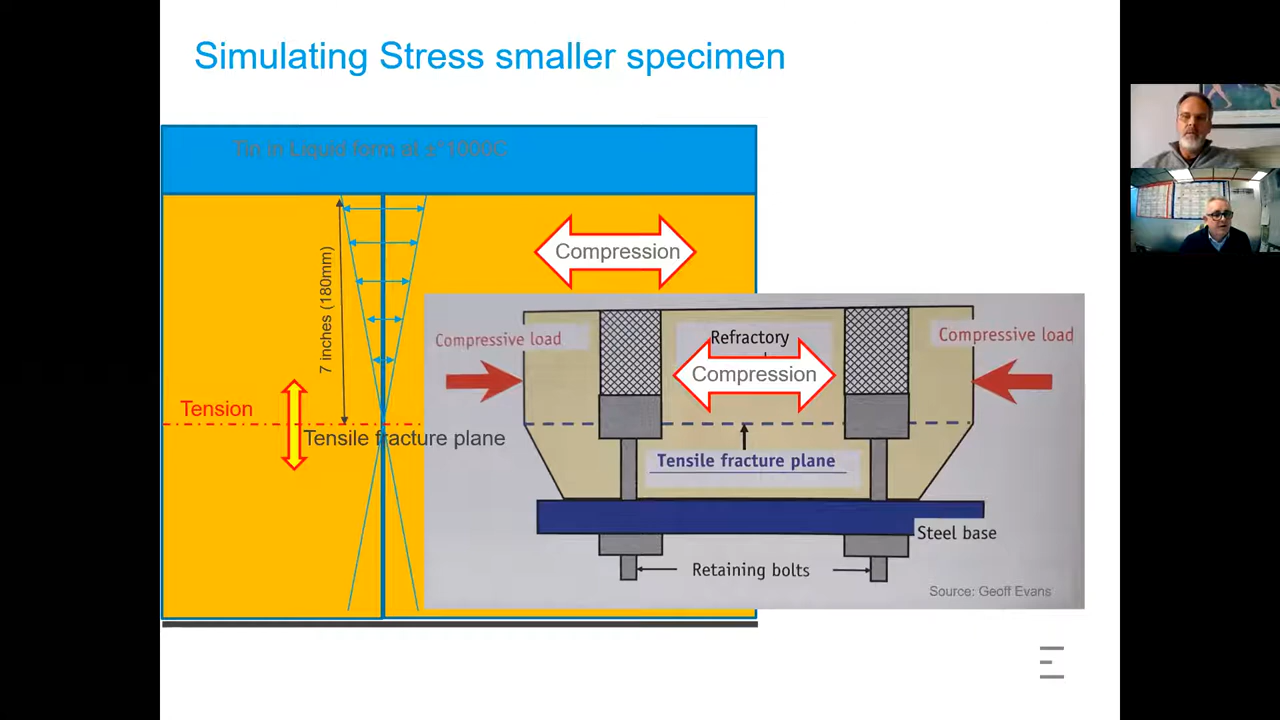 Simulating Stress smaller specimen
Tin in Liquid form at ±°1000C
Compression
7 inches (180mm)
Tension
Tensile fracture plane
Compressive load
Refractory
Compressive load
Compression
Tensile fracture plane
Steel base
Retaining bolts
Source: Geoff Evans